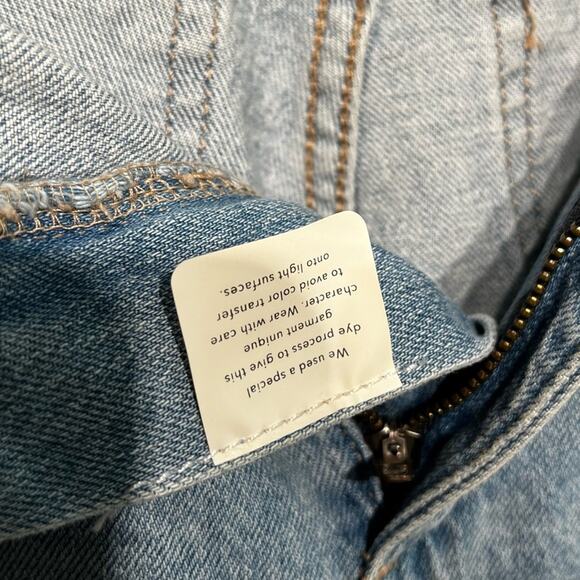 We used a special
dye process to give this
garment unique
character. Wear with care
to avoid color transfer
onto light surfaces.